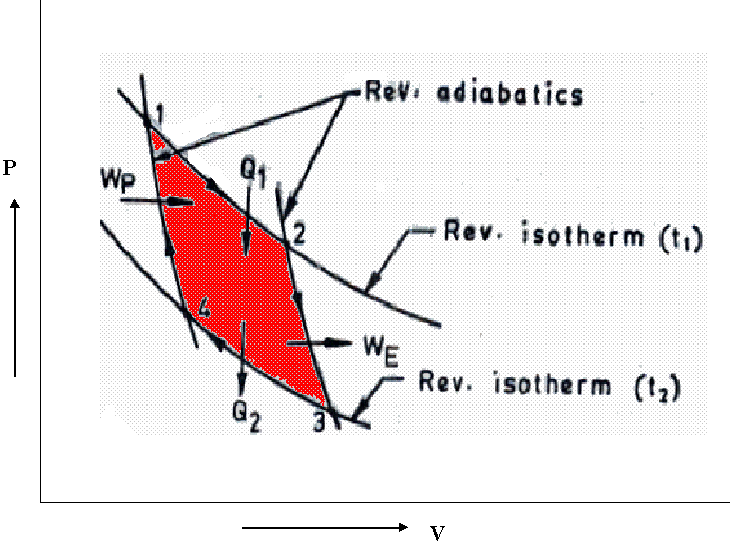 Rev. adiabatics
1
P
WP
Q1
2
Rev. isotherm (t1)
4
WE
Rev. isotherm (t2)
Q2
3
V